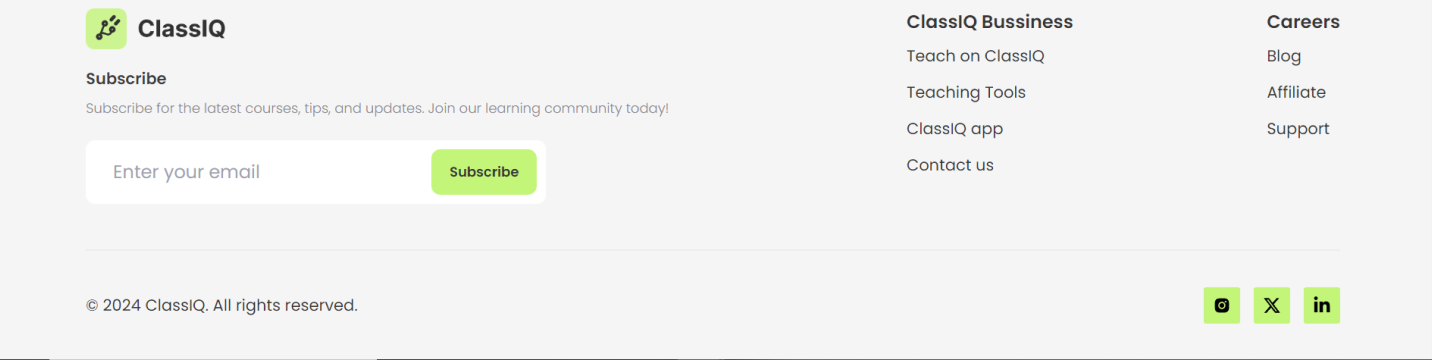 ClassIQ
Subscribe
Subscribe for the latest courses, tips, and updates. Join our learning community today!
Enter your email
Subscribe
ClassIQ Bussiness
Teach on ClassIQ
Teaching Tools
ClassIQ app
Contact us
Careers
Blog
Affiliate
Support
© 2024 ClassIQ. All rights reserved.